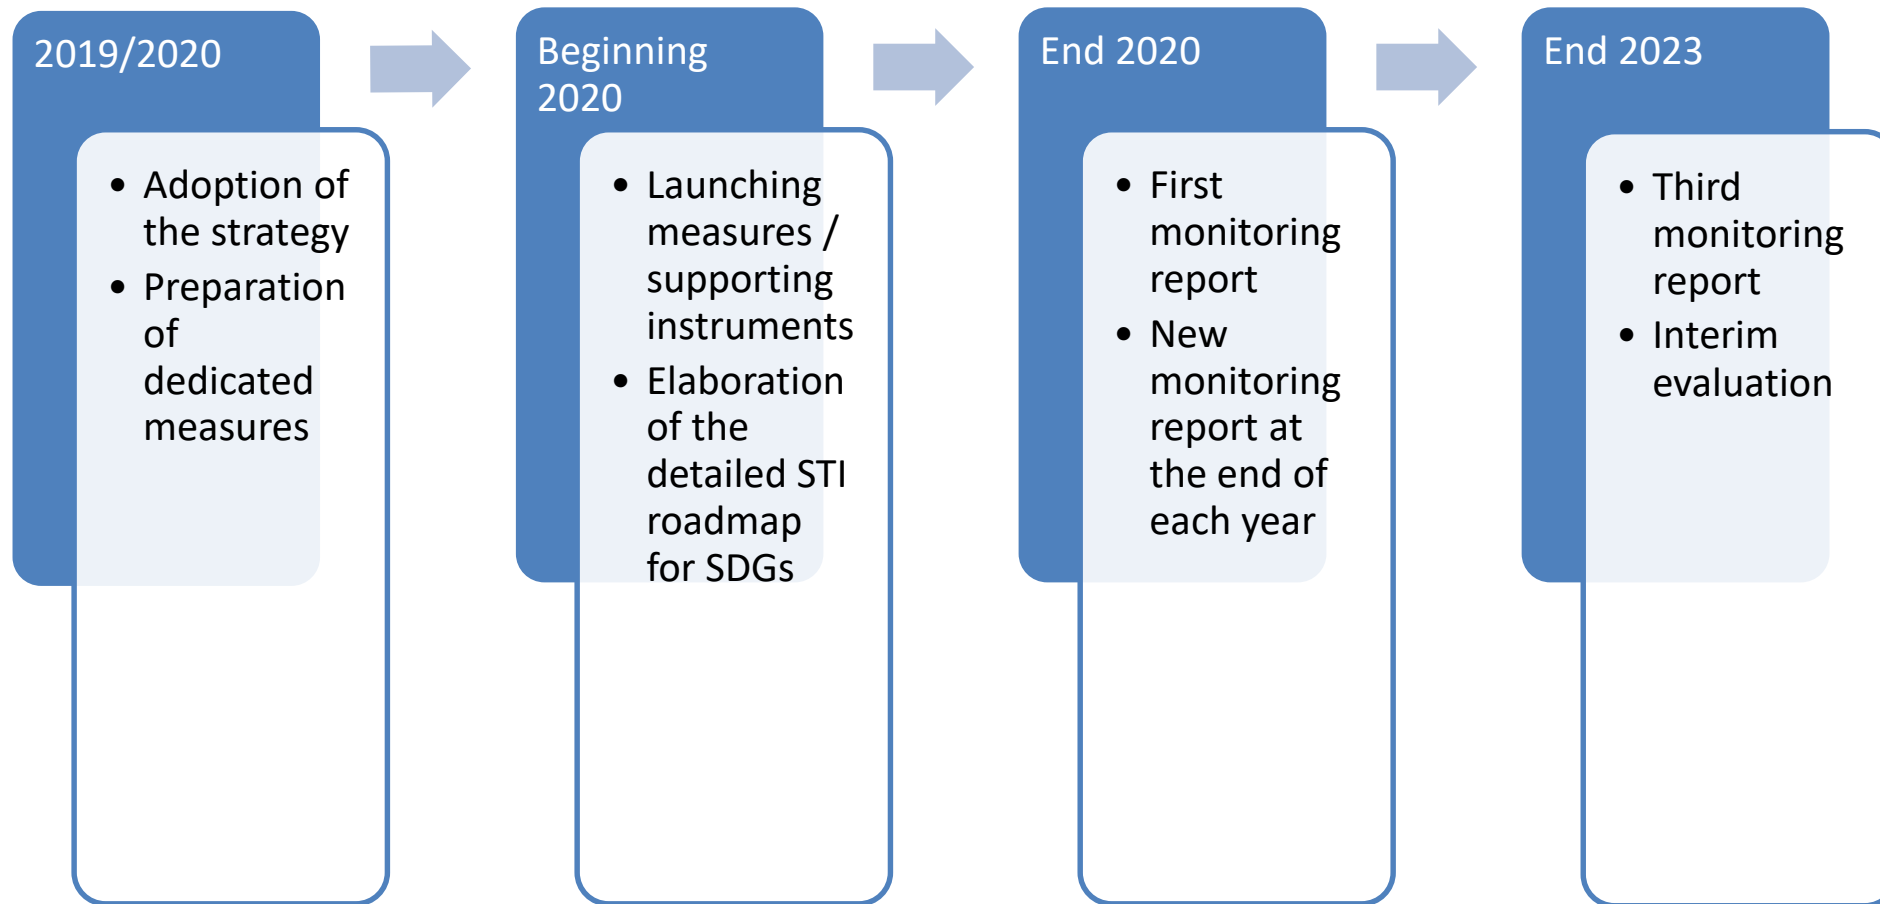 2019/2020
• Adoption of
the strategy
• Preparation
of
dedicated
measures
Beginning
2020
• Launching
measures /
supporting
instruments
• Elaboration
of the
detailed STI
roadmap
for SDGs
End 2020
• First
monitoring
report
• New
monitoring
report at
the end of
each year
End 2023
• Third
monitoring
report
• Interim
evaluation